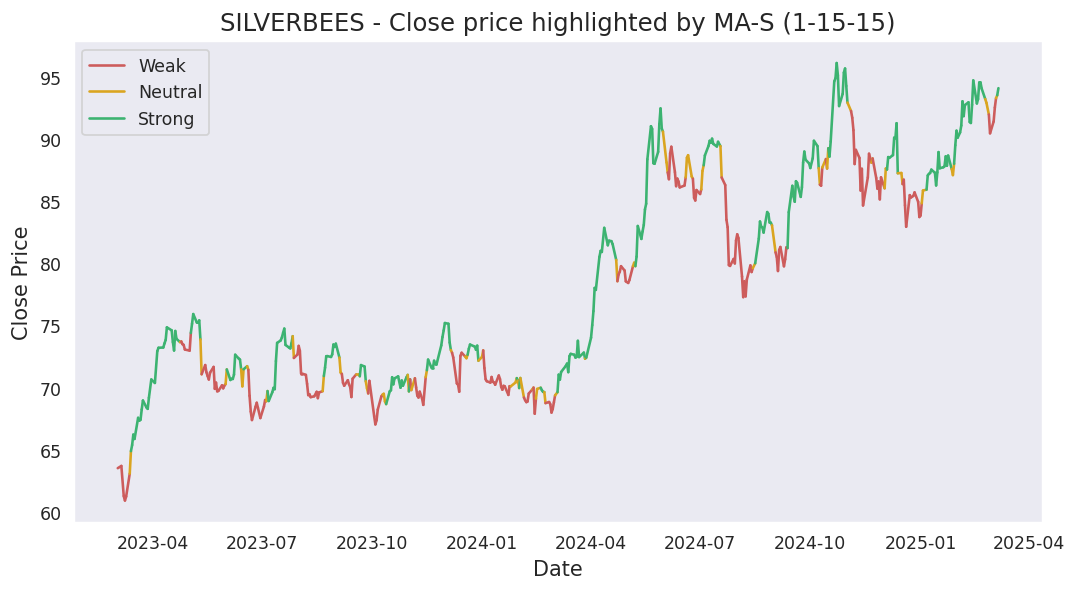 SILVERBEES - Close price highlighted by MA-S (1-15-15)
Weak
Neutral
Strong
Close Price
95
90
85
80
75
70
65
60
2023-04 2023-07 2023-10 2024-01 2024-04 2024-07 2024-10 2025-01 2025-04
Date